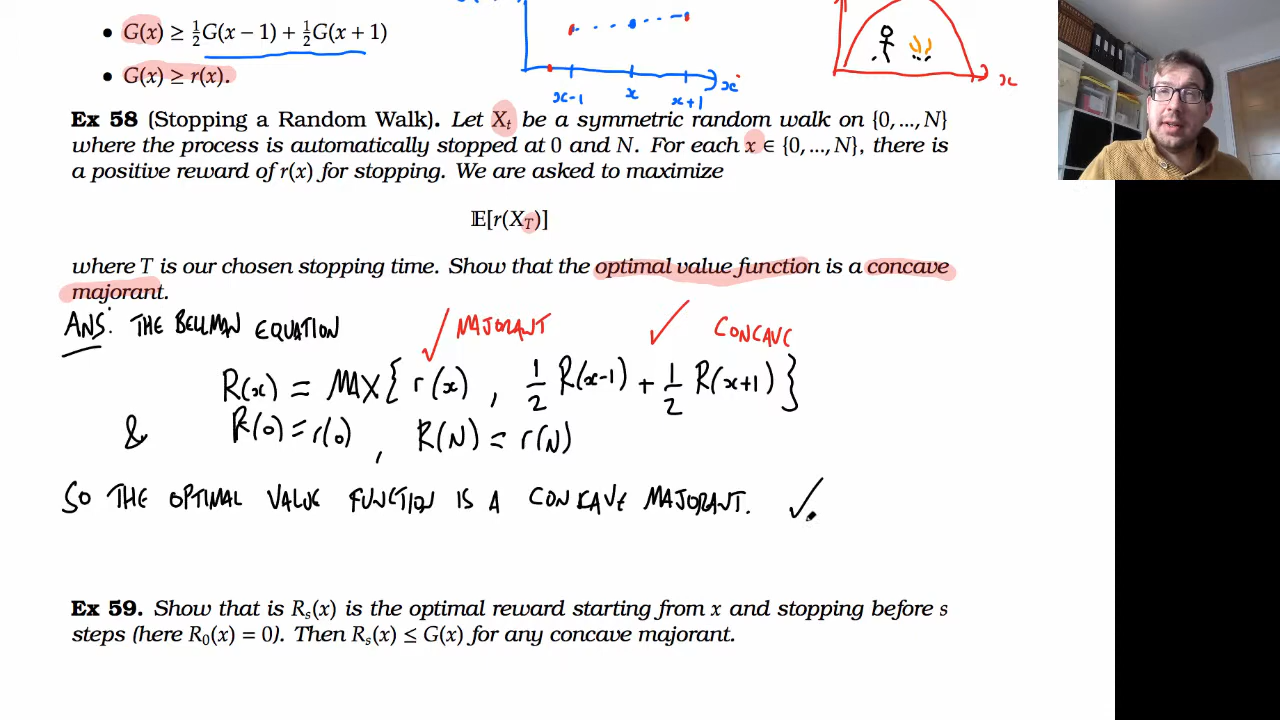 • G(x) ≥ ½G(x − 1) + ½G(x + 1)
• G(x) ≥ r(x).
x-1 x x+1 x
x
Ex 58 (Stopping a Random Walk). Let Xt be a symmetric random walk on {0, ..., N}
where the process is automatically stopped at 0 and N. For each x ∈ {0, ..., N}, there is
a positive reward of r(x) for stopping. We are asked to maximize
𝔼[r(X_T)]
where T is our chosen stopping time. Show that the optimal value function is a concave
majorant.
ANS: THE BELLMAN EQUATION
✓ MAJORANT ✓ CONCAVE
R(x) = MAX{ r(x) , 1/2 R(x-1) + 1/2 R(x+1) }
& R(0) = r(0) , R(N) = r(N)
SO THE OPTIMAL VALUE FUNCTION IS A CONCAVE MAJORANT. ✓
Ex 59. Show that is Rs(x) is the optimal reward starting from x and stopping before s
steps (here R0(x) = 0). Then Rs(x) ≤ G(x) for any concave majorant.